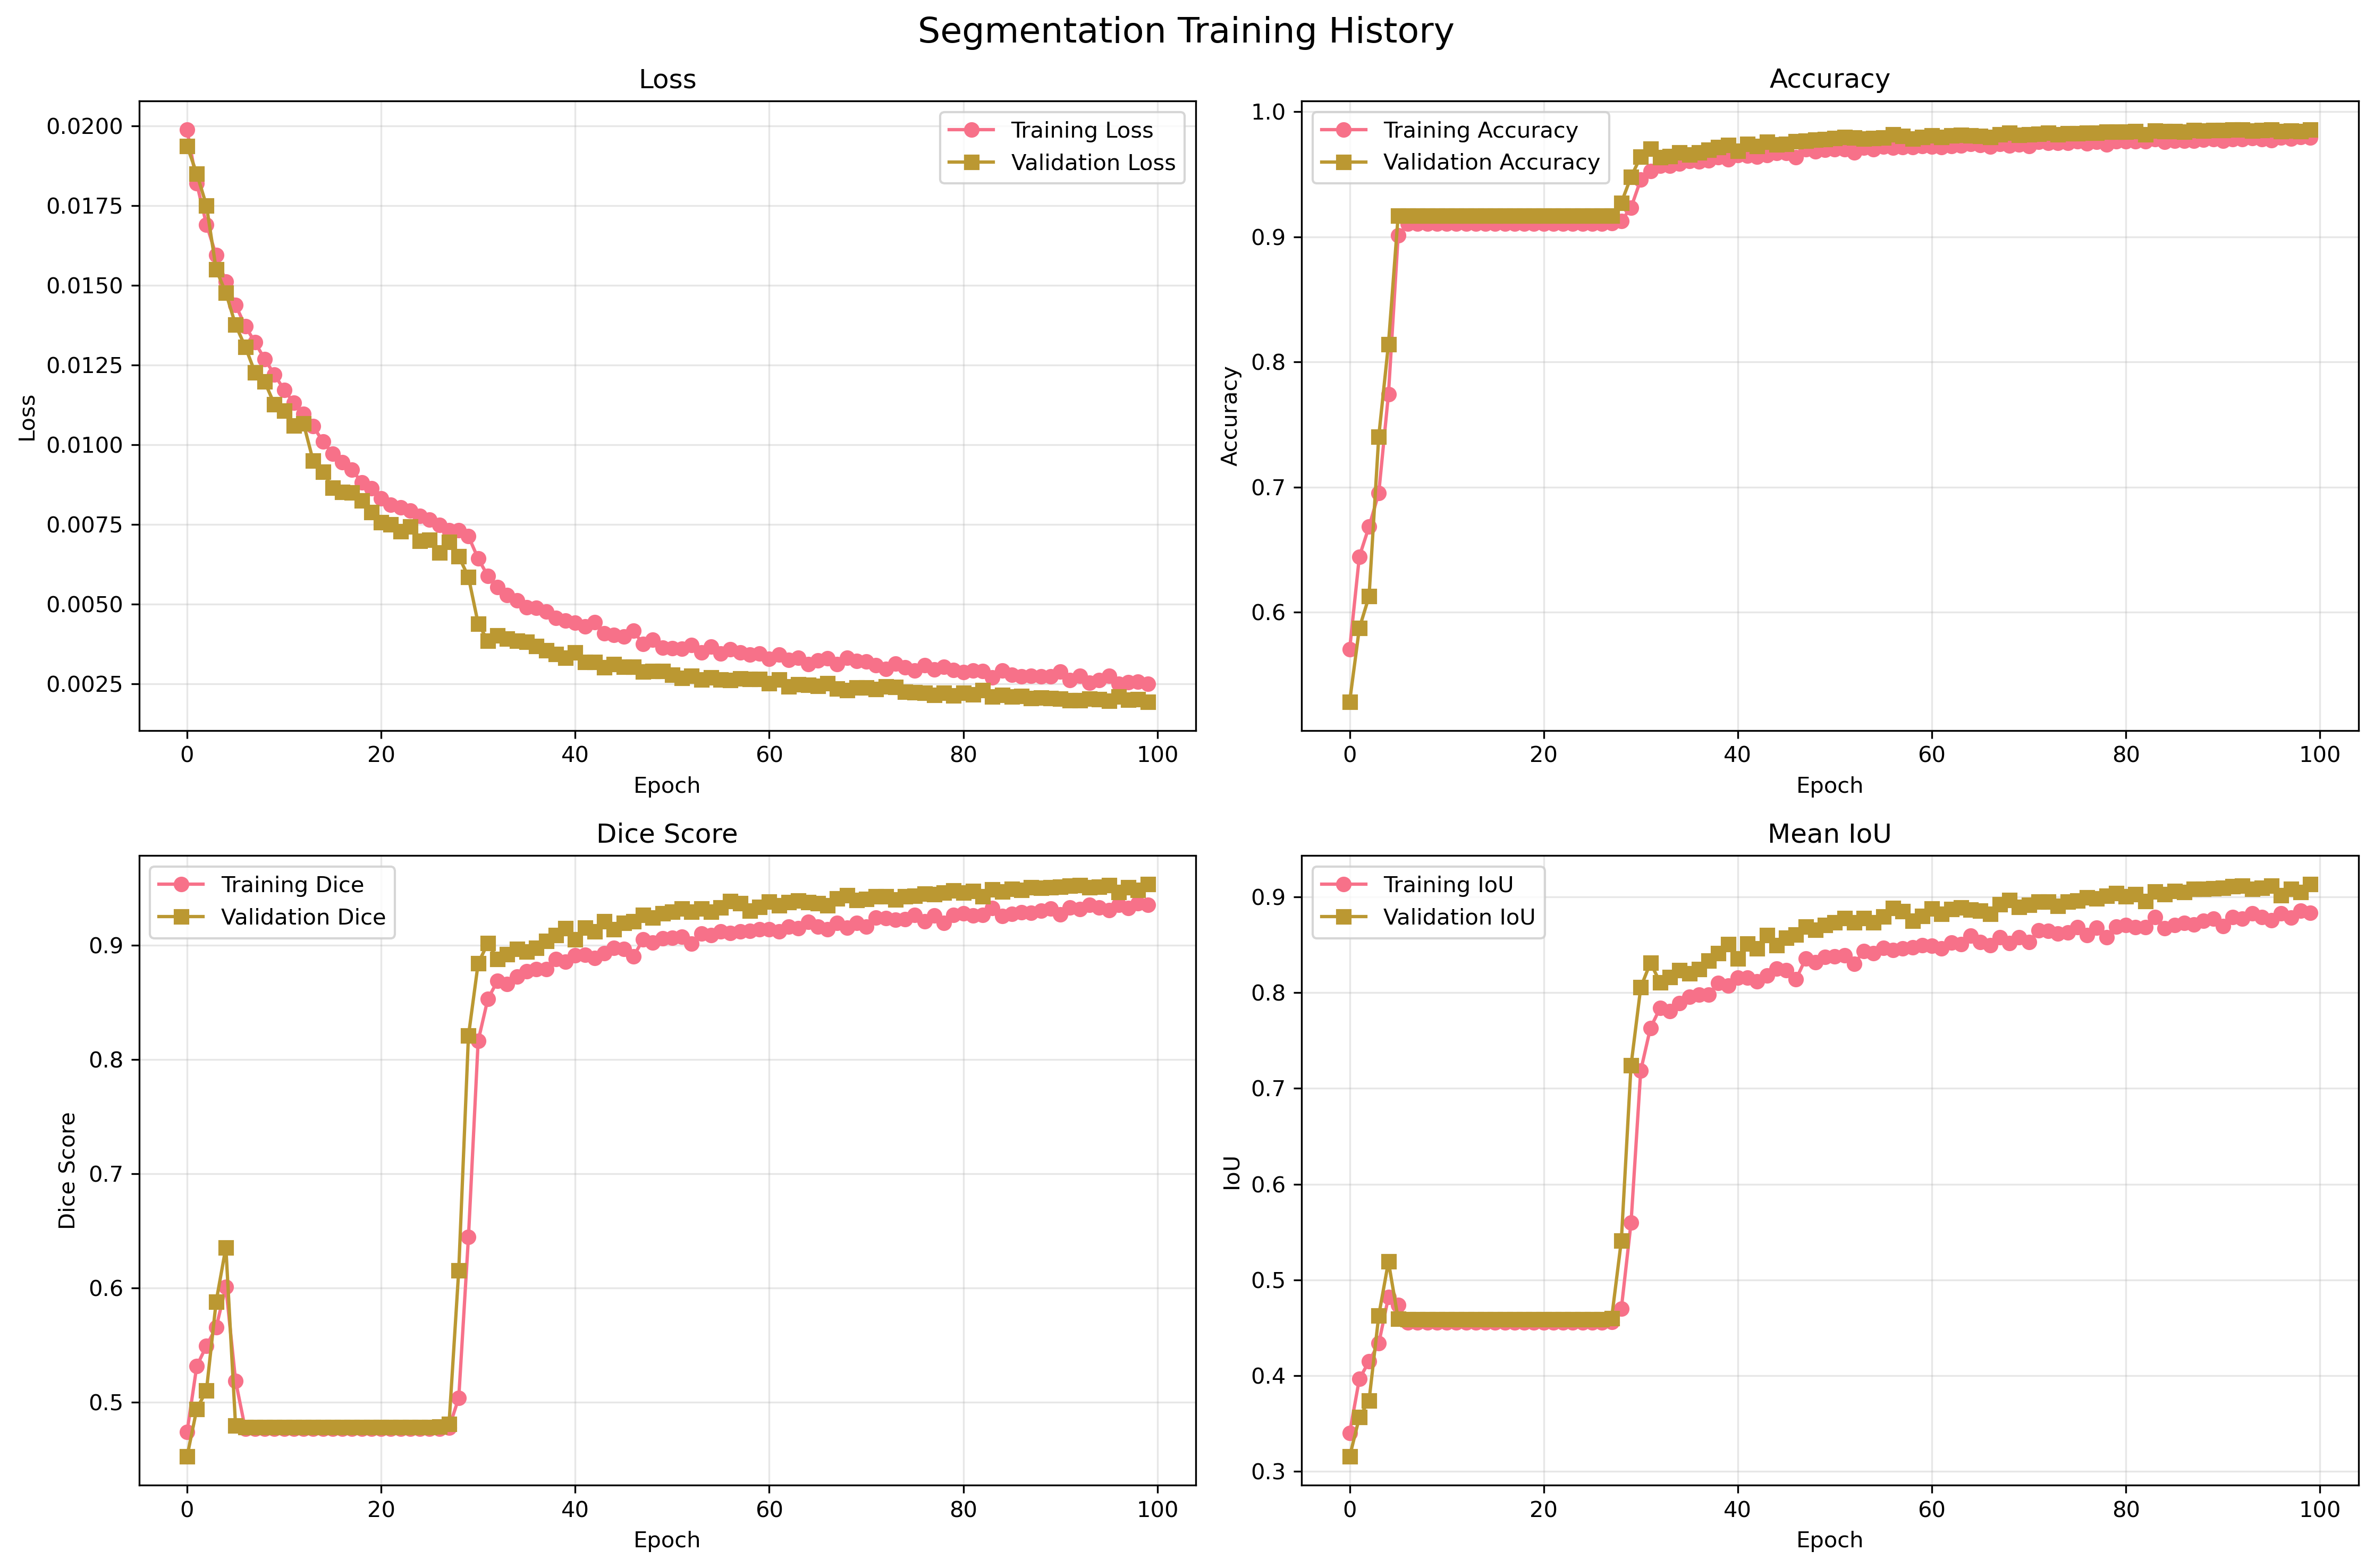 Segmentation Training History
Loss
Training Loss
Validation Loss
0.0200
0.0175
0.0150
0.0125
0.0100
0.0075
0.0050
0.0025
Loss
0 20 40 60 80 100
Epoch
Accuracy
Training Accuracy
Validation Accuracy
1.0
0.9
0.8
0.7
0.6
Accuracy
0 20 40 60 80 100
Epoch
Dice Score
Training Dice
Validation Dice
0.9
0.8
0.7
0.6
0.5
Dice Score
0 20 40 60 80 100
Epoch
Mean IoU
Training IoU
Validation IoU
0.9
0.8
0.7
0.6
0.5
0.4
0.3
IoU
0 20 40 60 80 100
Epoch